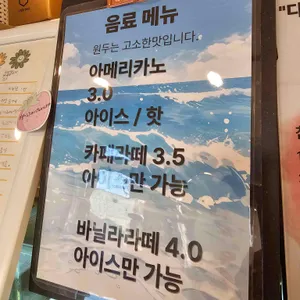 음료 메뉴
원두는 고소한맛입니다.
아메리카노
3.0
아이스 / 핫
카페라떼 3.5
아이스만 가능
바닐라라떼 4.0
아이스만 가능
"다